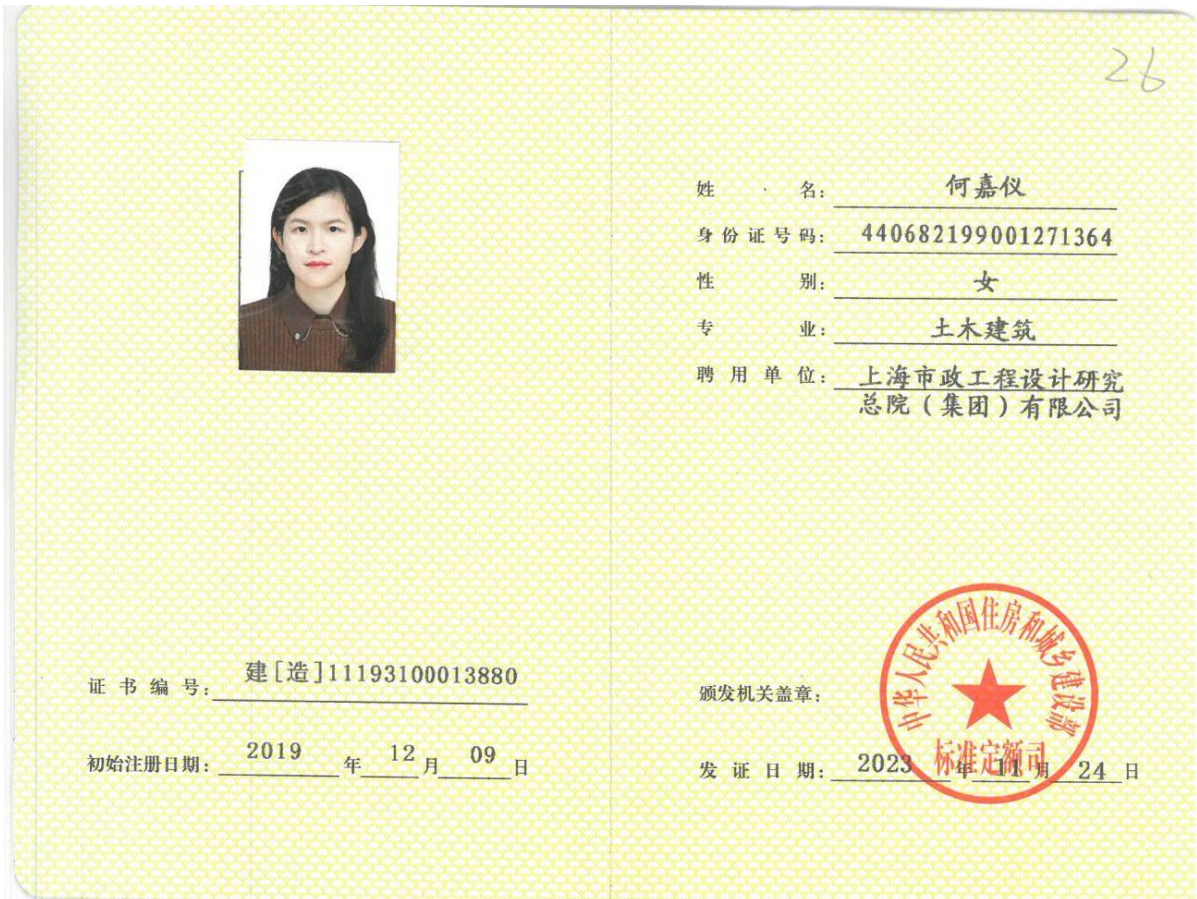 26
姓 名: 何嘉仪
身份证号码: 440682199001271364
性 别: 女
专 业: 土木建筑
聘用单位: 上海市政工程设计研究
总院(集团)有限公司
证书编号: 建[造]11193100013880
初始注册日期: 2019 年 12 月 09 日
颁发机关盖章:
中华人民共和国住房和城乡建设部
标准定额司
发证日期: 2023 年 11 月 24 日